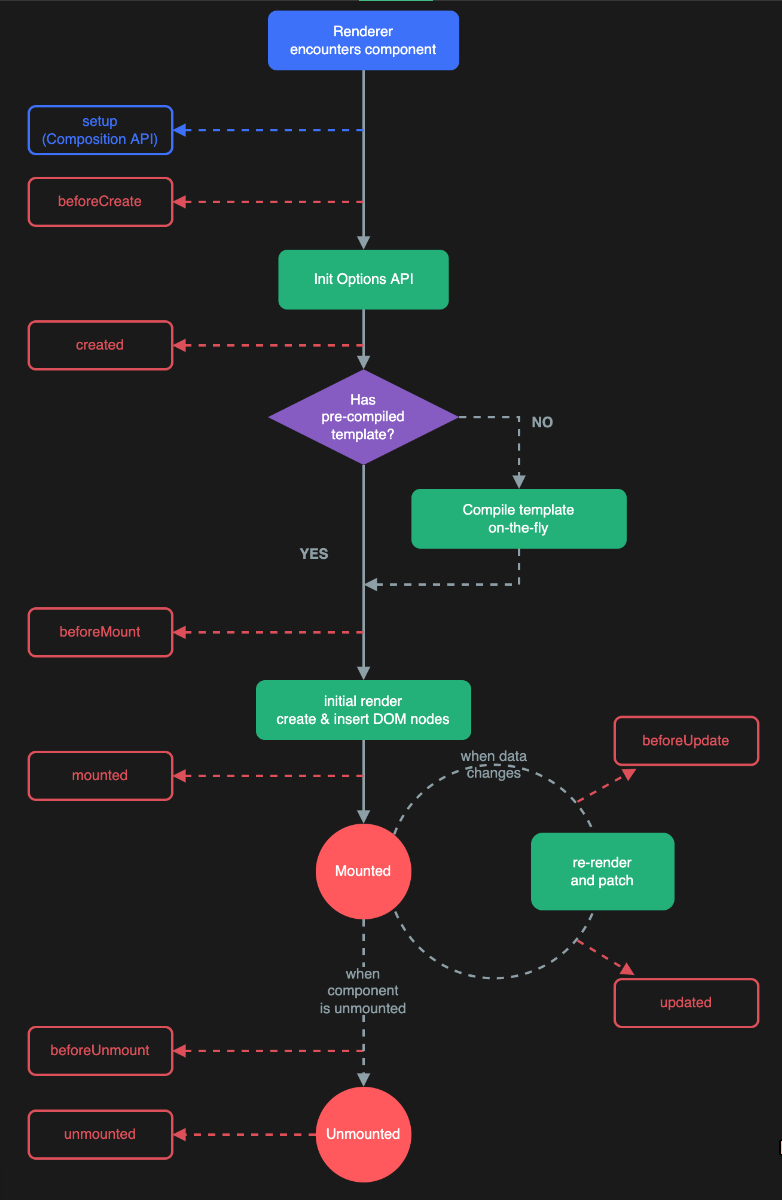 Renderer
encounters component
setup
(Composition API)
beforeCreate
Init Options API
created
Has
pre-compiled
template?
NO
Compile template
on-the-fly
YES
beforeMount
initial render
create & insert DOM nodes
beforeUpdate
when data
changes
mounted
Mounted
re-render
and patch
when
component
is unmounted
updated
beforeUnmount
unmounted
Unmounted